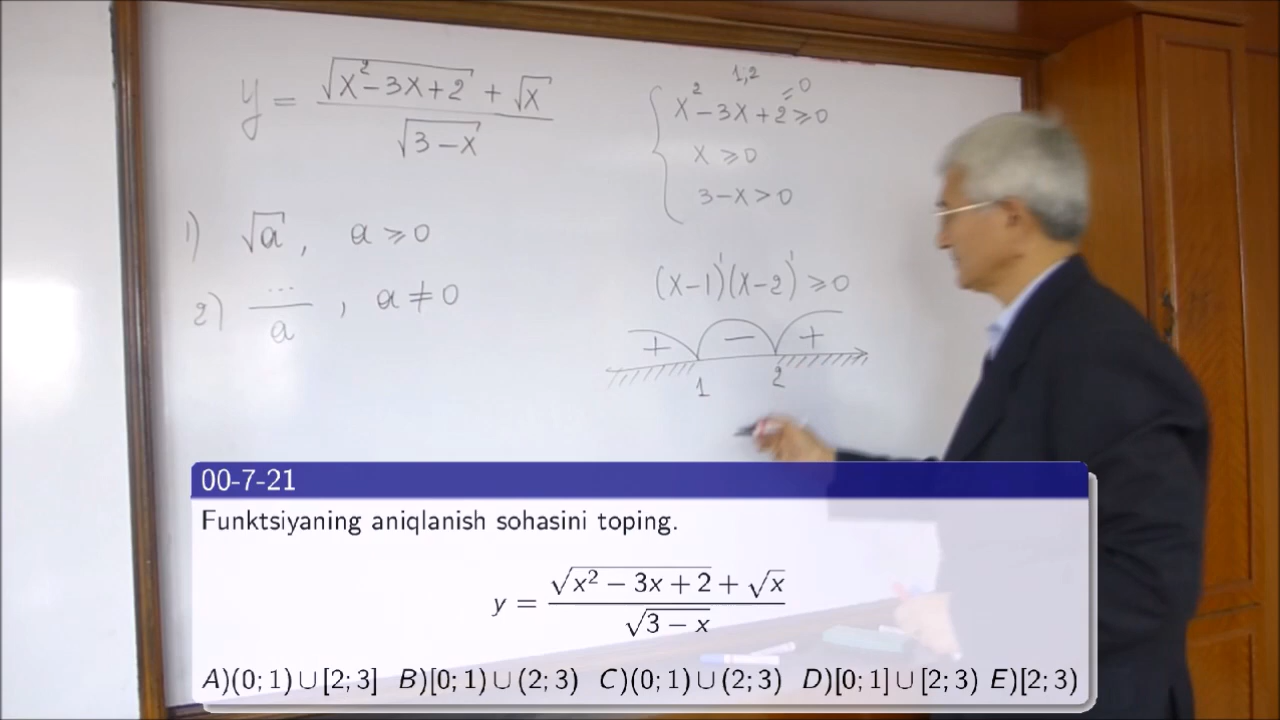 y = (√(x² − 3x + 2) + √x) / √(3 − x)
1) √a , a ⩾ 0
2) ... / a , a ≠ 0
1,2
= 0
x² − 3x + 2 ⩾ 0
x ⩾ 0
3 − x > 0
(x − 1)¹(x − 2)¹ ⩾ 0
+ − +
1 2
00-7-21
Funktsiyaning aniqlanish sohasini toping.
y = (√(x² − 3x + 2) + √x) / √(3 − x)
A)(0; 1) ∪ [2; 3] B)[0; 1) ∪ (2; 3) C)(0; 1) ∪ (2; 3) D)[0; 1] ∪ [2; 3) E)[2; 3)